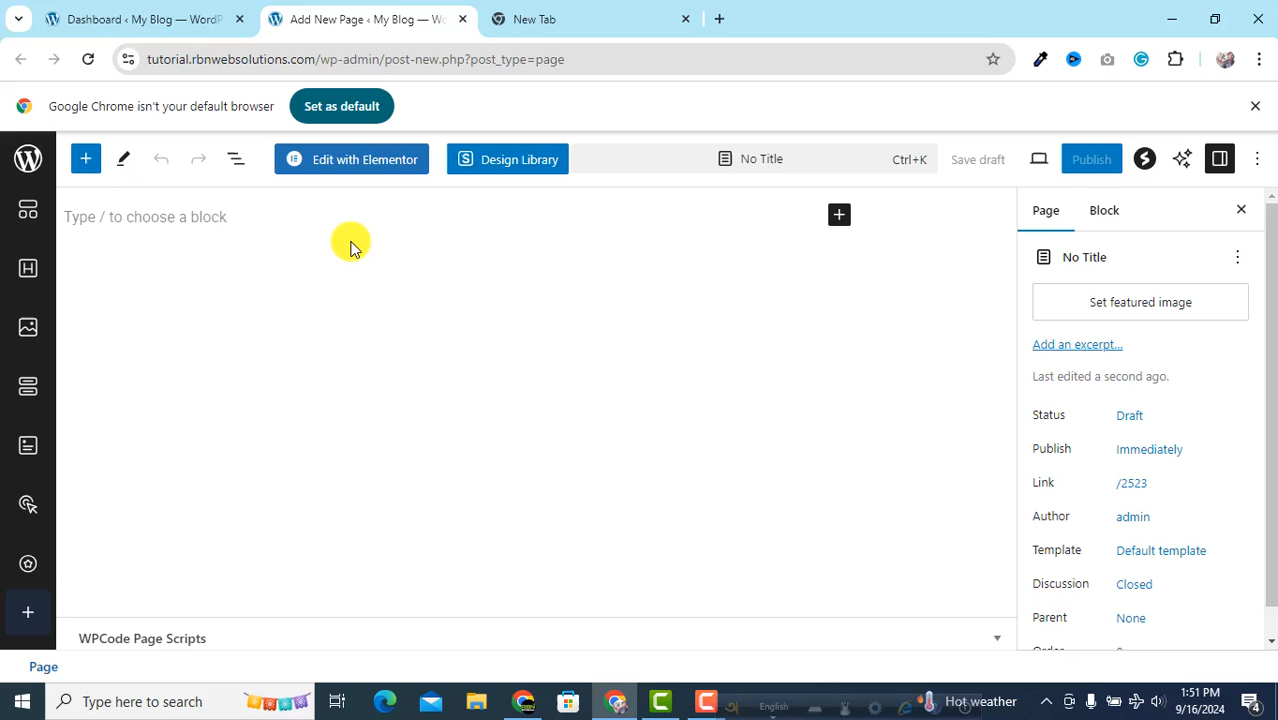 Dashboard ‹ My Blog — WordP
Add New Page ‹ My Blog — Wo
New Tab
tutorial.rbnwebsolutions.com/wp-admin/post-new.php?post_type=page
Google Chrome isn't your default browser
Set as default
Edit with Elementor
Design Library
No Title
Ctrl+K
Save draft
Publish
Type / to choose a block
Page
Block
No Title
Set featured image
Add an excerpt...
Last edited a second ago.
Status
Draft
Publish
Immediately
Link
/2523
Author
admin
Template
Default template
Discussion
Closed
Parent
None
WPCode Page Scripts
Page
Type here to search
English
Hot weather
1:51 PM
9/16/2024
4